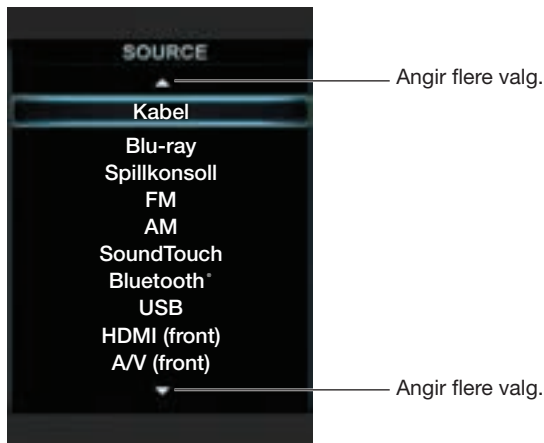 SOURCE
Angir flere valg.
Kabel
Blu-ray
Spillkonsoll
FM
AM
SoundTouch
Bluetooth®
USB
HDMI (front)
A/V (front)
Angir flere valg.